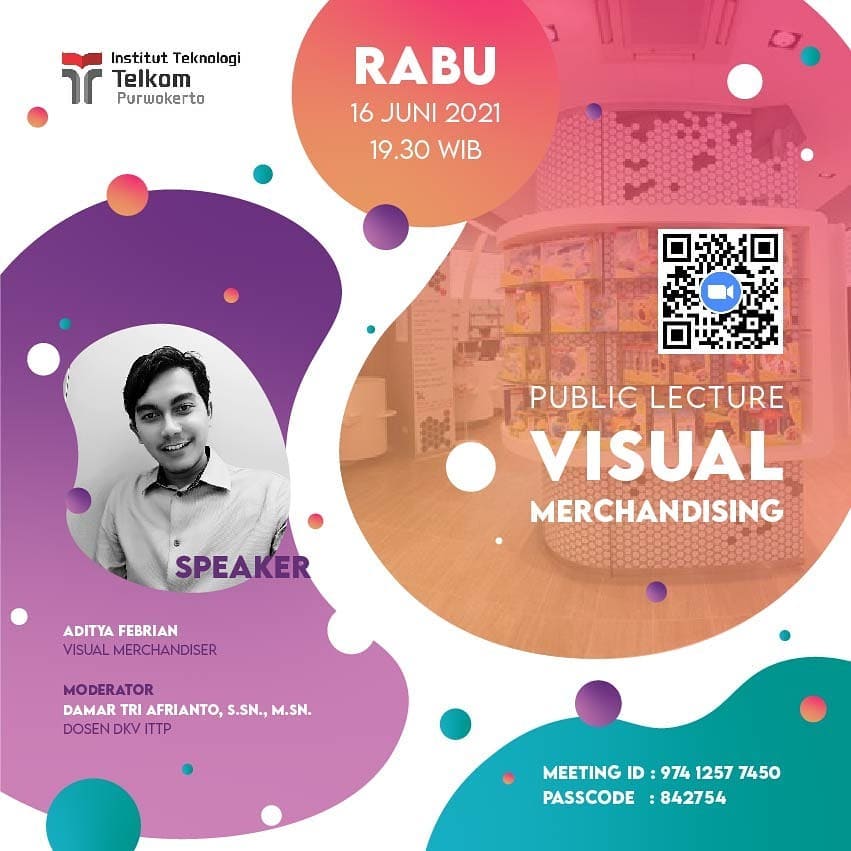 Institut Teknologi
Telkom
Purwokerto
RABU
16 JUNI 2021
19.30 WIB
PUBLIC LECTURE
VISUAL
MERCHANDISING
SPEAKER
ADITYA FEBRIAN
VISUAL MERCHANDISER
MODERATOR
DAMAR TRI AFRIANTO, S.SN., M.SN.
DOSEN DKV ITTP
MEETING ID : 974 1257 7450
PASSCODE : 842754